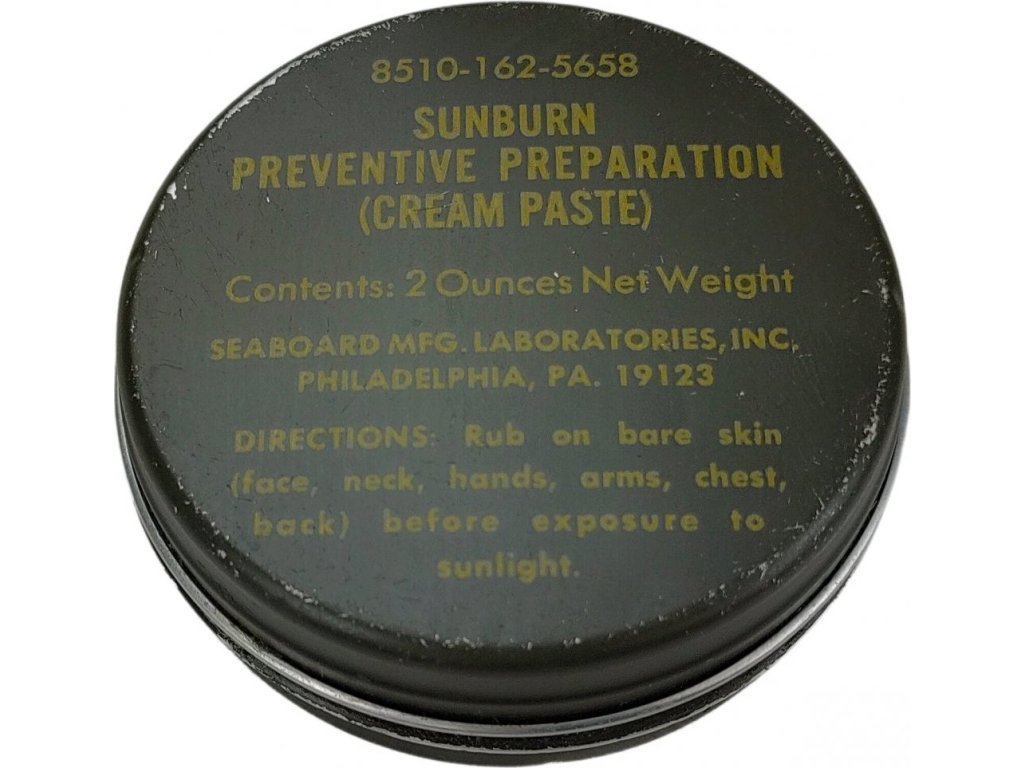 8510-162-5658
SUNBURN
PREVENTIVE PREPARATION
(CREAM PASTE)
Contents: 2 Ounces Net Weight
SEABOARD MFG. LABORATORIES, INC.
PHILADELPHIA, PA. 19123
DIRECTIONS: Rub on bare skin
(face, neck, hands, arms, chest,
back) before exposure to
sunlight.